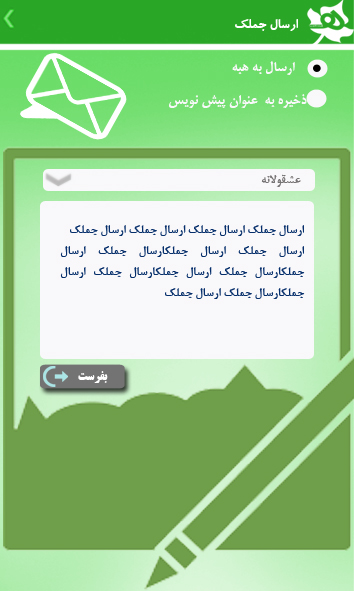 ارسال جملک
ارسال به هبه
ذخیره به عنوان پیش نویس
عشقولانه
ارسال جملک ارسال جملک ارسال جملک ارسال جملک
ارسال جملک ارسال جملکارسال جملک ارسال
جملکارسال جملک ارسال جملکارسال جملک ارسال
جملکارسال جملک ارسال جملک
بفرست